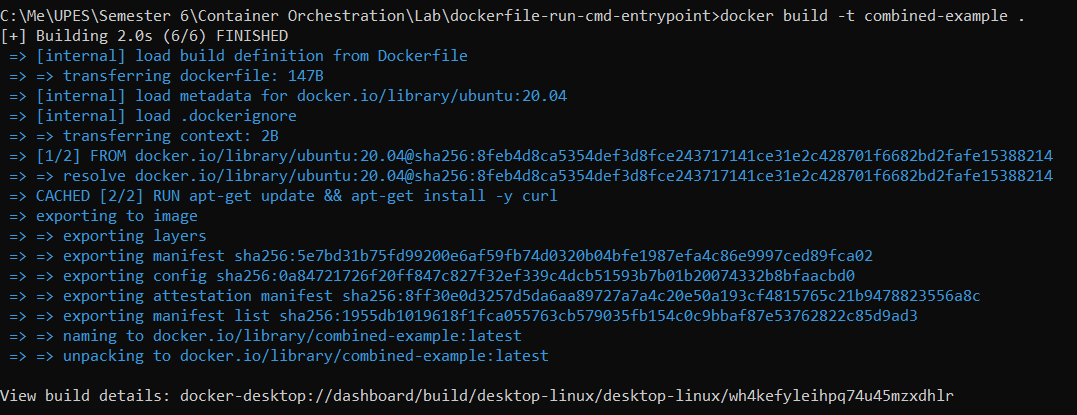 C:\Me\UPES\Semester 6\Container Orchestration\Lab\dockerfile-run-cmd-entrypoint>docker build -t combined-example .
[+] Building 2.0s (6/6) FINISHED
=> [internal] load build definition from Dockerfile
=> => transferring dockerfile: 147B
=> [internal] load metadata for docker.io/library/ubuntu:20.04
=> [internal] load .dockerignore
=> => transferring context: 2B
=> [1/2] FROM docker.io/library/ubuntu:20.04@sha256:8feb4d8ca5354def3d8fce243717141ce31e2c428701f6682bd2fafe15388214
=> => resolve docker.io/library/ubuntu:20.04@sha256:8feb4d8ca5354def3d8fce243717141ce31e2c428701f6682bd2fafe15388214
=> CACHED [2/2] RUN apt-get update && apt-get install -y curl
=> exporting to image
=> => exporting layers
=> => exporting manifest sha256:5e7bd31b75fd99200e6af59fb74d0320b04bfe1987efa4c86e9997ced89fca02
=> => exporting config sha256:0a84721726f20ff847c827f32ef339c4dcb51593b7b01b20074332b8bfaacbd0
=> => exporting attestation manifest sha256:8ff30e0d3257d5da6aa89727a7a4c20e50a193cf4815765c21b9478823556a8c
=> => exporting manifest list sha256:1955db1019618f1fca055763cb579035fb154c0c9bbaf87e53762822c85d9ad3
=> => naming to docker.io/library/combined-example:latest
=> => unpacking to docker.io/library/combined-example:latest
View build details: docker-desktop://dashboard/build/desktop-linux/desktop-linux/wh4kefyleihpq74u45mzxdhlr